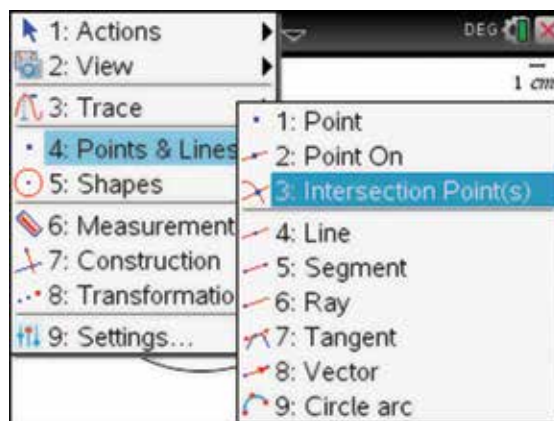 1: Actions
2: View
3: Trace
4: Points & Lines
5: Shapes
6: Measurement
7: Construction
8: Transformatio
9: Settings...
DEG
1 cm
1: Point
2: Point On
3: Intersection Point(s)
4: Line
5: Segment
6: Ray
7: Tangent
8: Vector
9: Circle arc